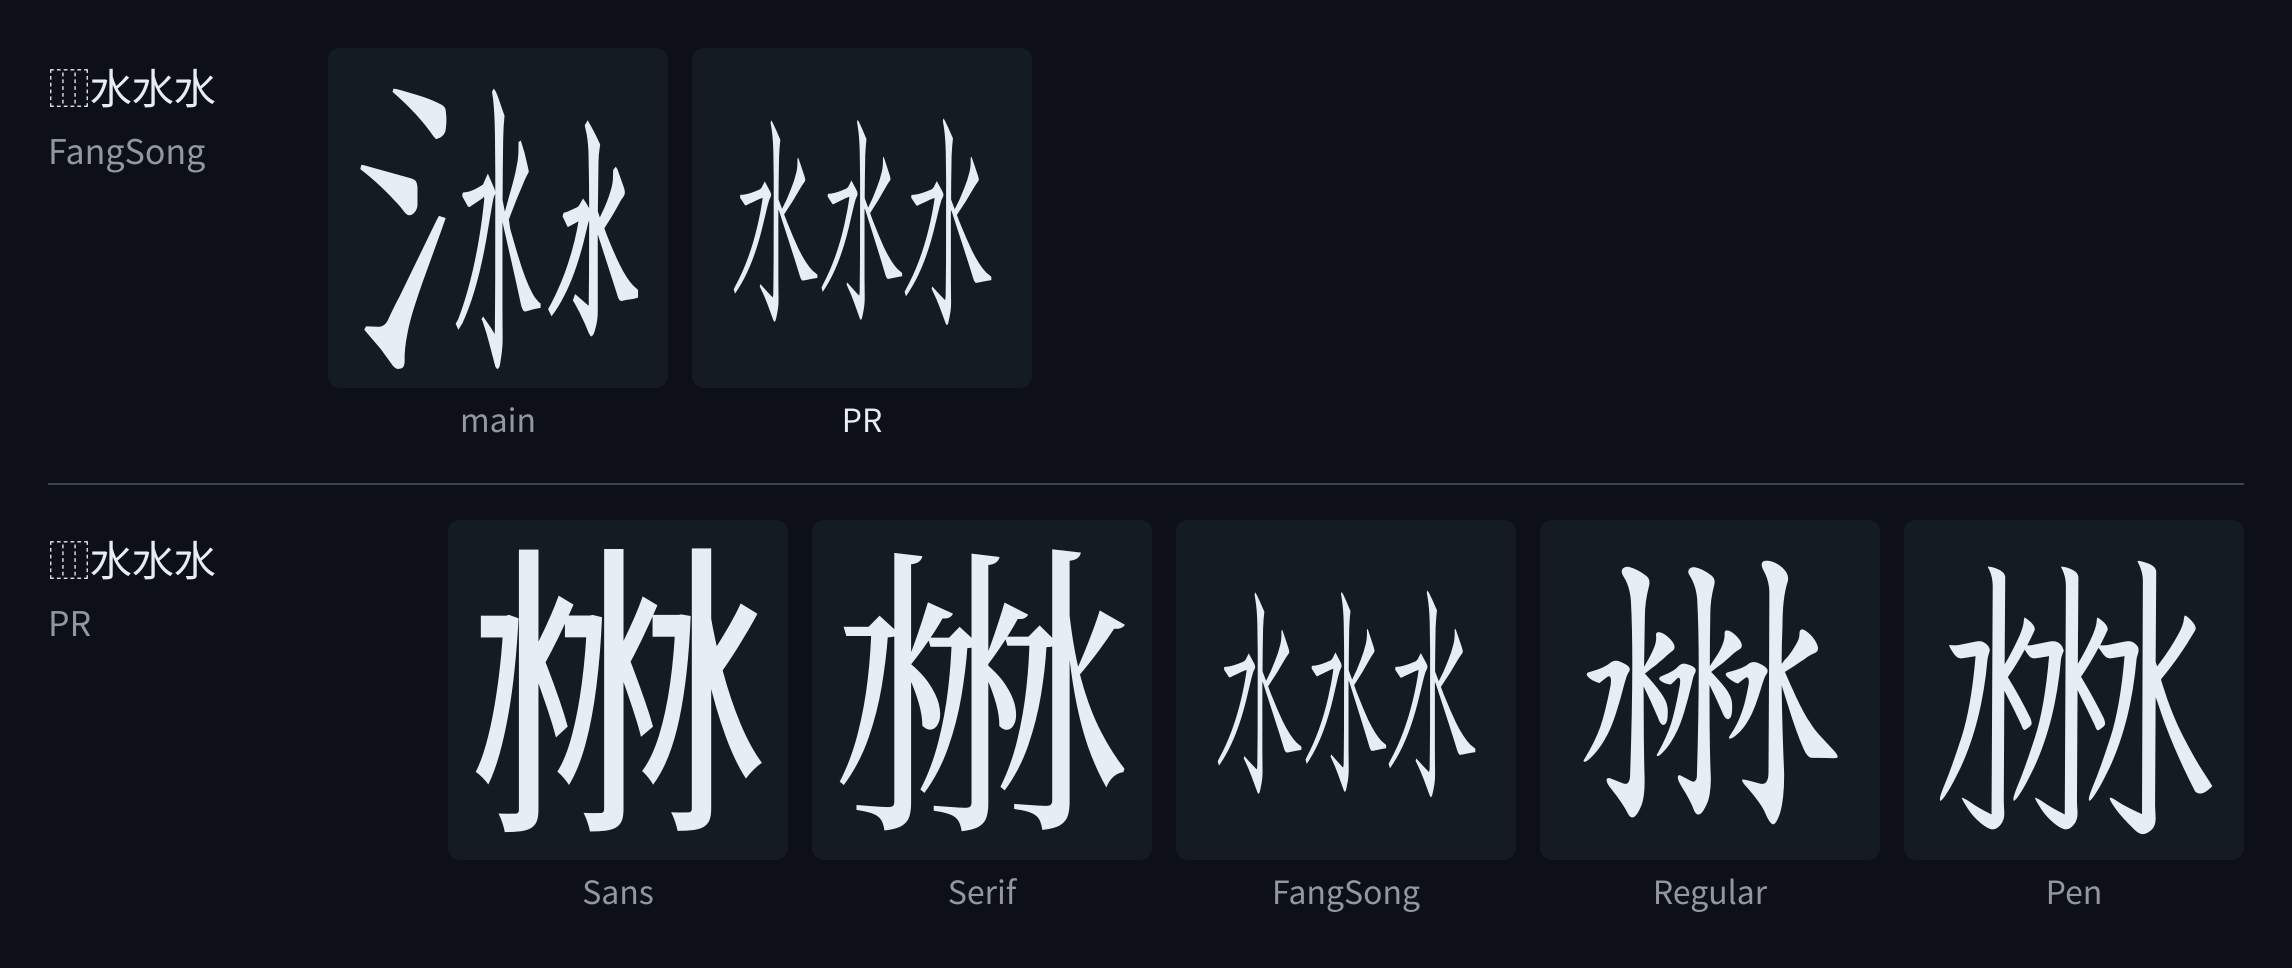 ⿲水水水
FangSong
main
PR
⿲水水水
PR
Sans
Serif
FangSong
Regular
Pen